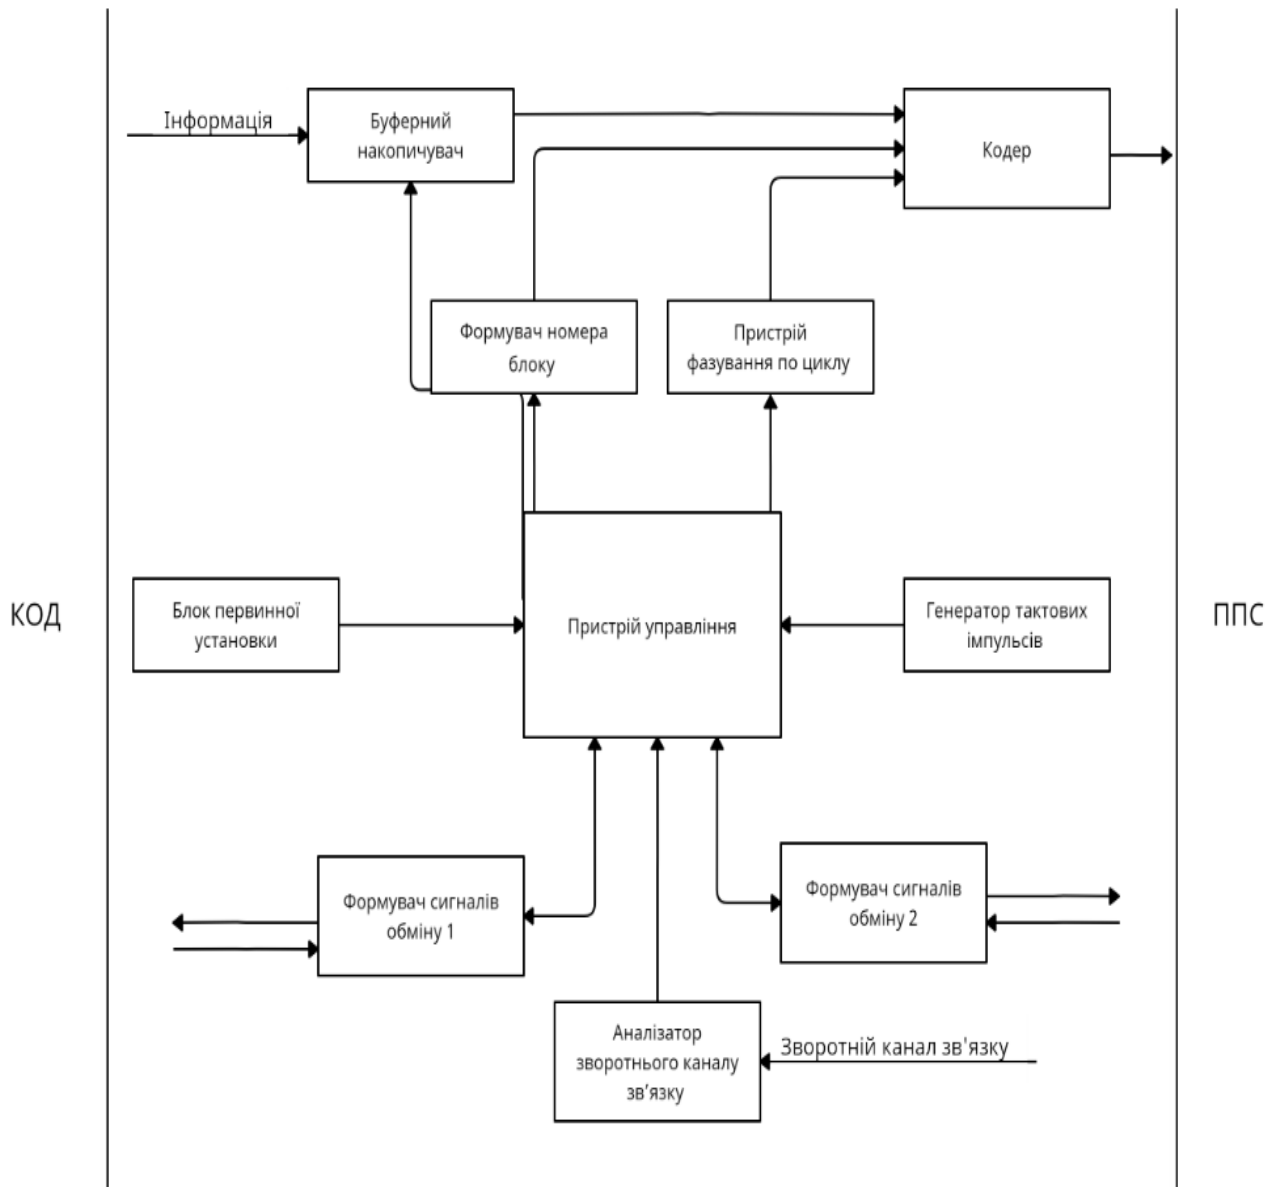 Інформація
Буферний
накопичувач
Кодер
Формувач номера
блоку
Пристрій
фазування по циклу
КОД
Блок первинної
установки
Пристрій управління
Генератор тактових
імпульсів
ППС
Формувач сигналів
обміну 1
Формувач сигналів
обміну 2
Аналізатор
зворотнього каналу
зв’язку
Зворотній канал зв'язку